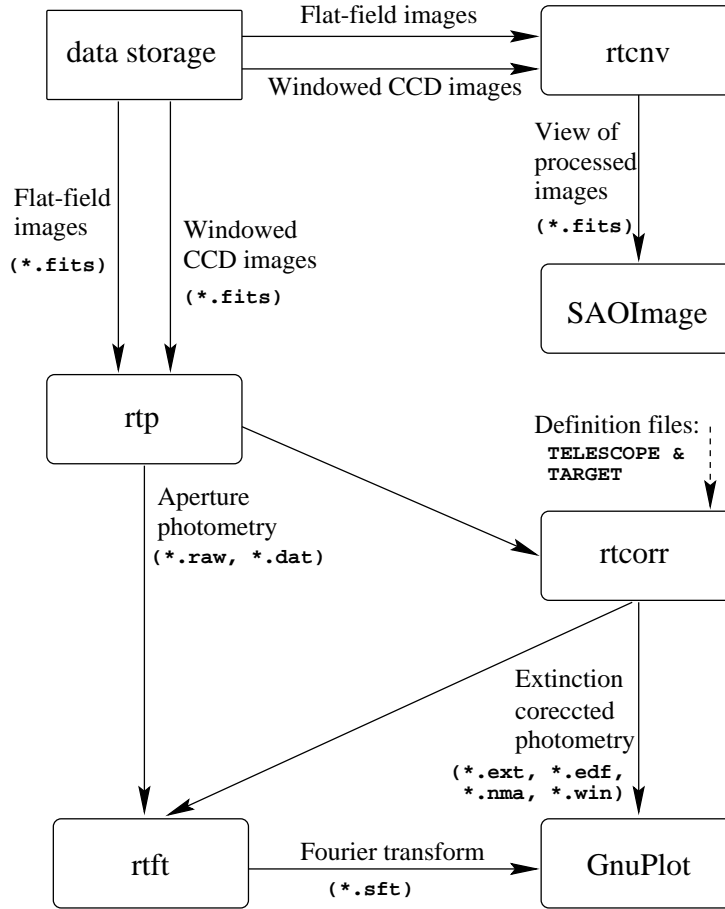 Flat-field images
data storage
rtcnv
Windowed CCD images
View of
processed
images
(*.fits)
Flat-field
images
(*.fits)
Windowed
CCD images
(*.fits)
SAOImage
rtp
Definition files:
TELESCOPE &
TARGET
Aperture
photometry
(*.raw, *.dat)
rtcorr
Extinction
coreccted
photometry
(*.ext, *.edf,
*.nma, *.win)
rtft
Fourier transform
(*.sft)
GnuPlot